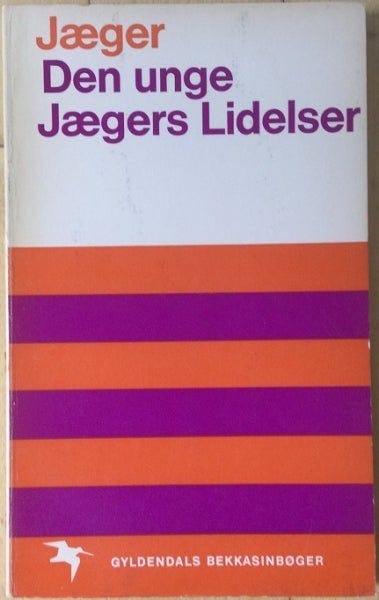 Jæger
Den unge
Jægers Lidelser
GYLDENDALS BEKKASINBØGER